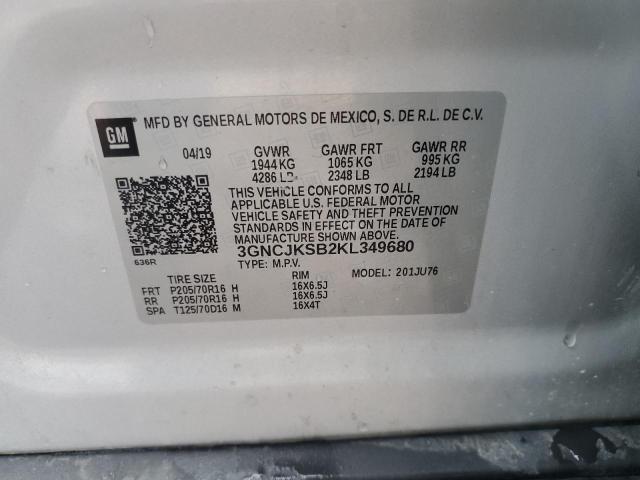 GM
MFD BY GENERAL MOTORS DE MEXICO, S. DE R.L. DE C.V.
04/19 GVWR GAWR FRT GAWR RR
1944 KG 1065 KG 995 KG
4286 LB 2348 LB 2194 LB
THIS VEHICLE CONFORMS TO ALL
APPLICABLE U.S. FEDERAL MOTOR
VEHICLE SAFETY AND THEFT PREVENTION
STANDARDS IN EFFECT ON THE DATE OF
MANUFACTURE SHOWN ABOVE.
3GNCJKSB2KL349680
636R TYPE: M.P.V. MODEL: 201JU76
TIRE SIZE RIM
FRT P205/70R16 H 16X6.5J
RR P205/70R16 H 16X6.5J
SPA T125/70D16 M 16X4T